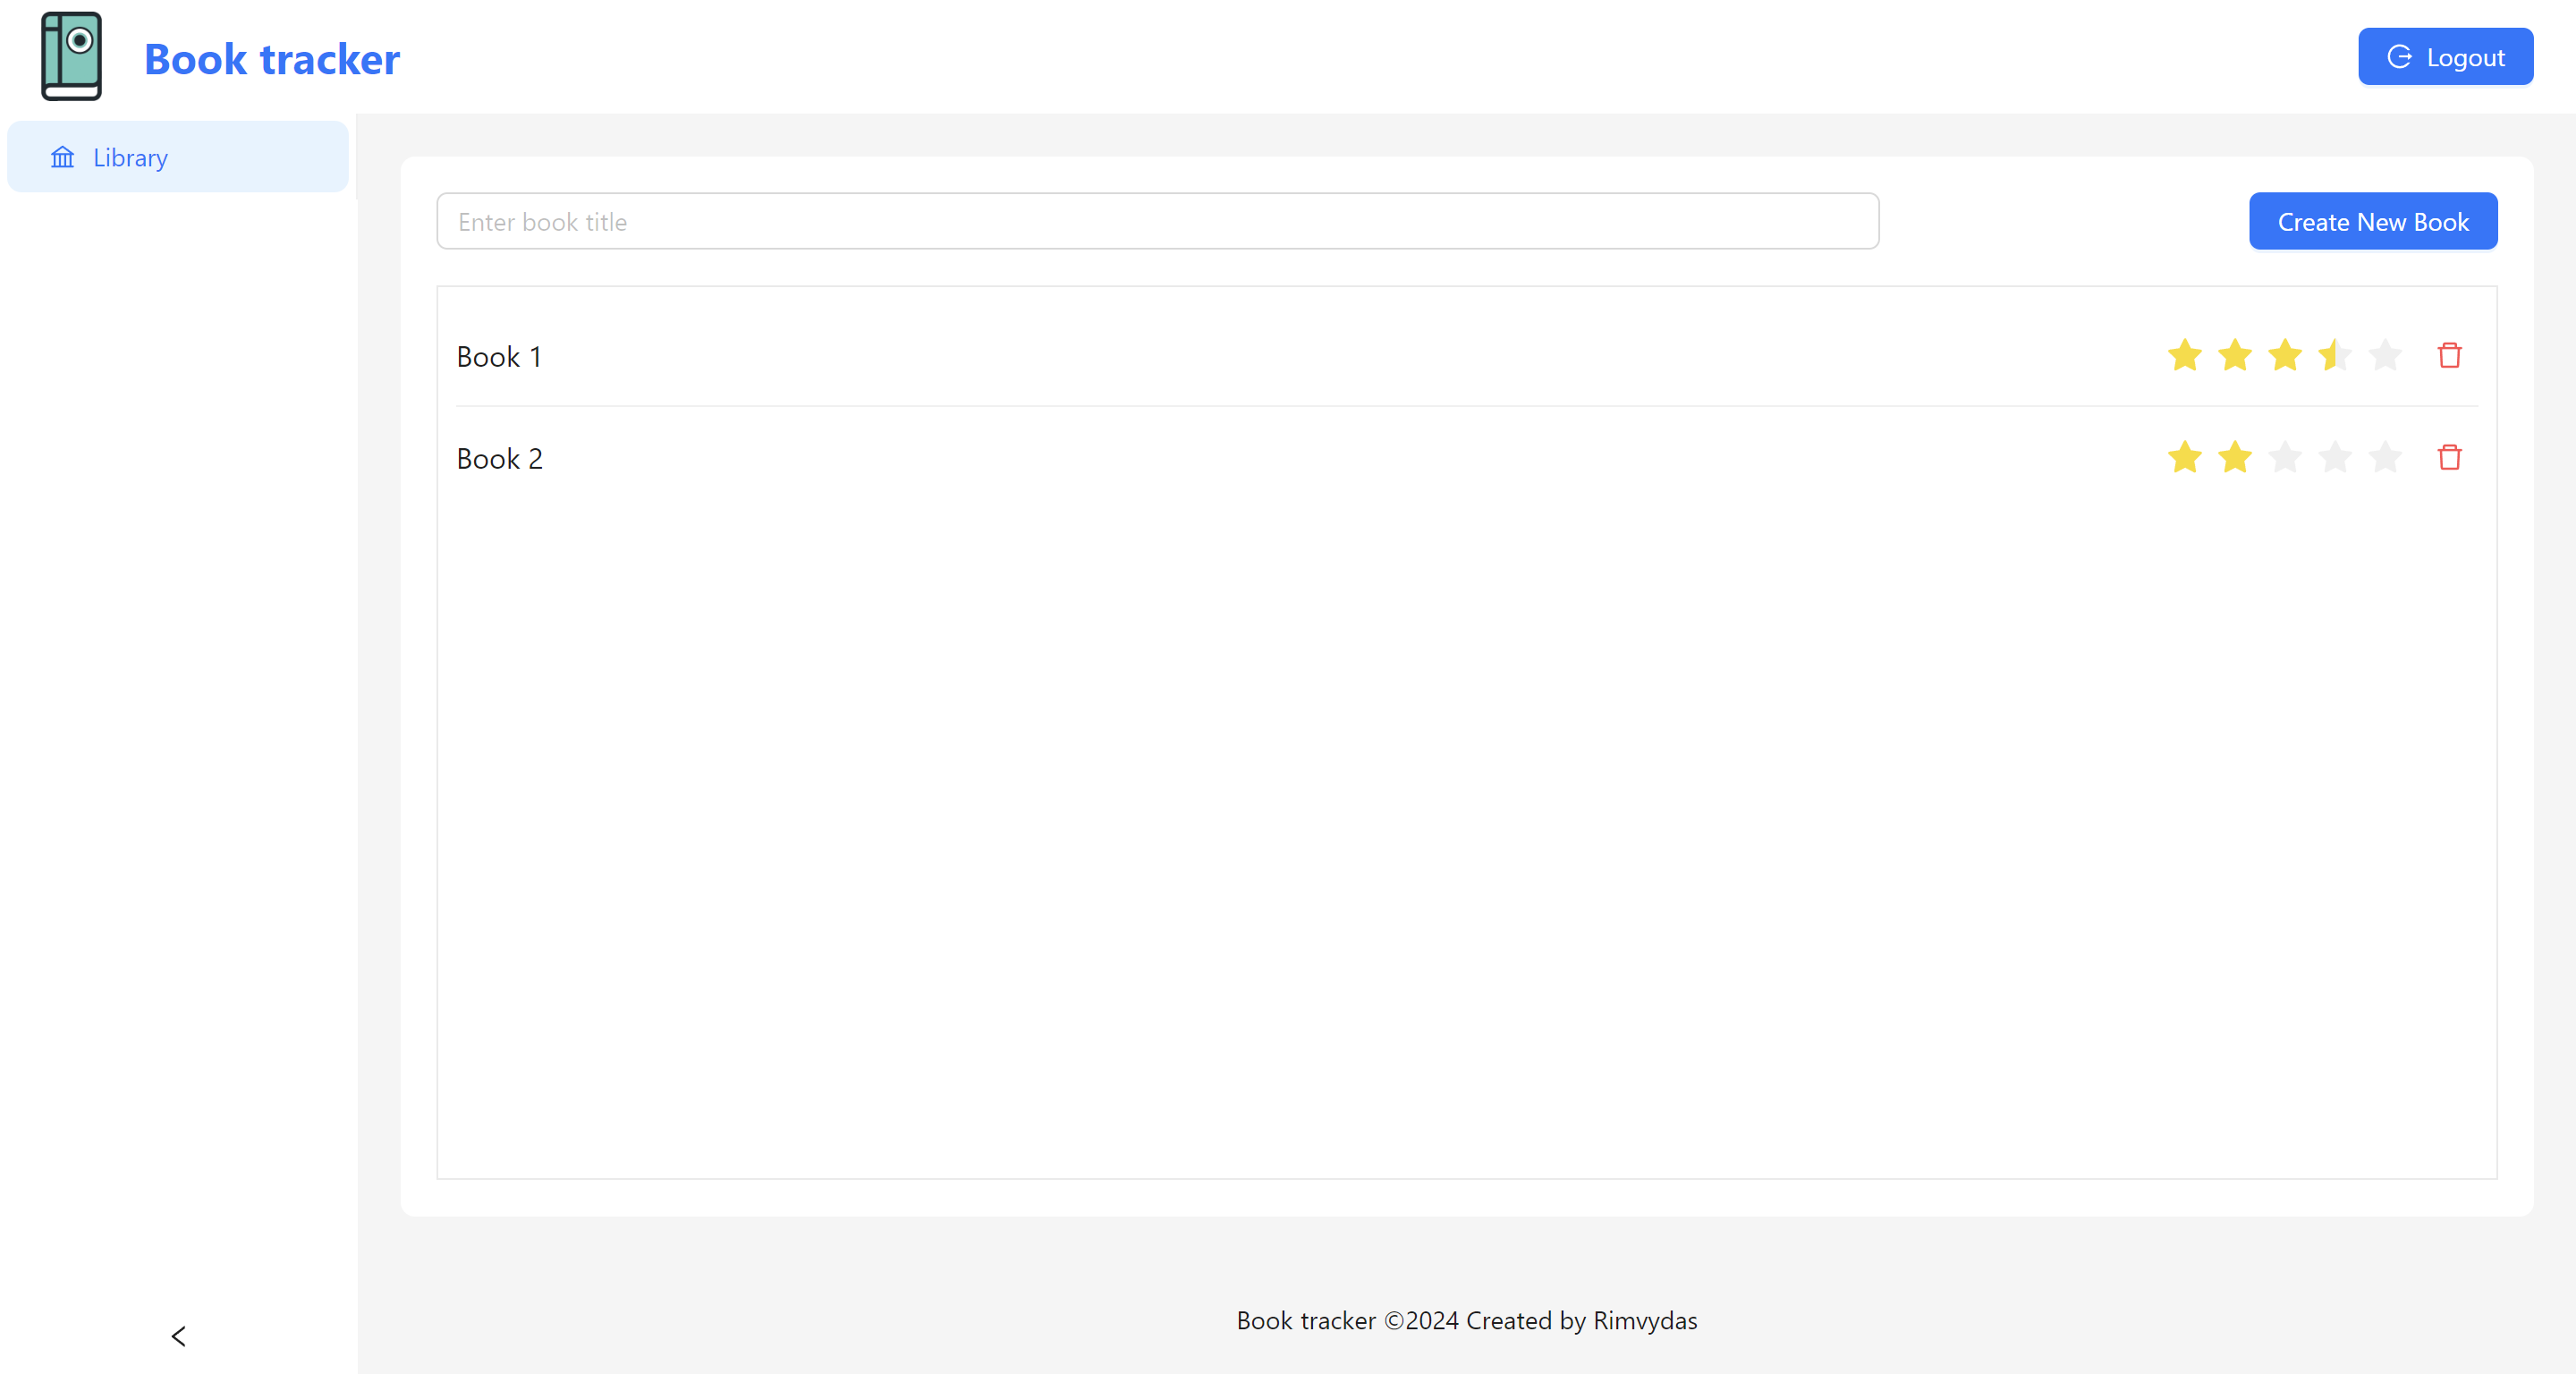 Book tracker
Logout
Library
Enter book title
Create New Book
Book 1
Book 2
Book tracker ©2024 Created by Rimvydas